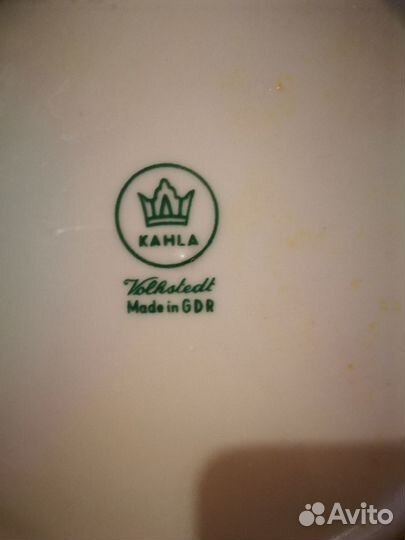 KAHLA
Volkstedt
Made in GDR
Avito